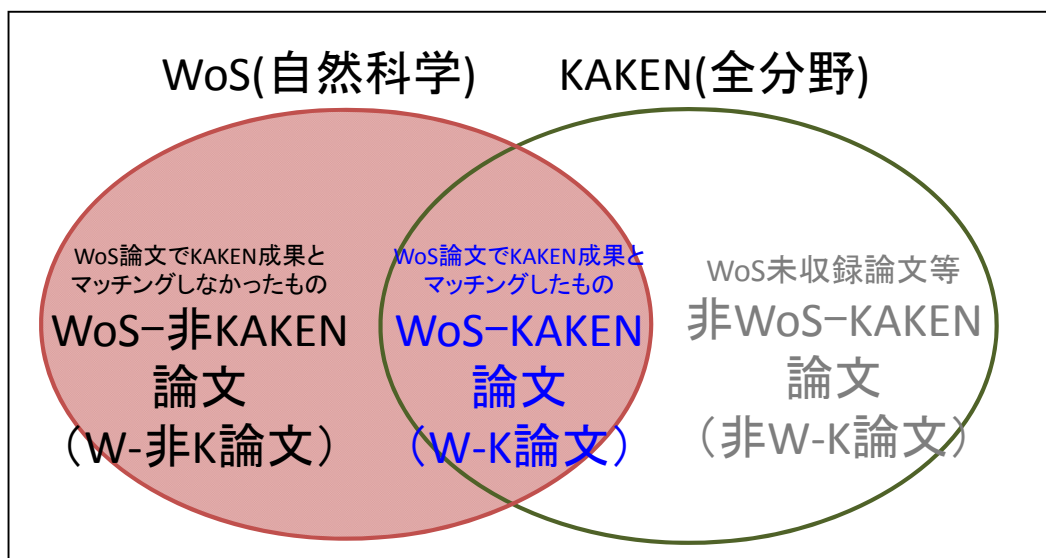 WoS(自然科学)
KAKEN(全分野)
WoS論文でKAKEN成果と
マッチングしなかったもの
WoS−非KAKEN
論文
（W-非K論文）
WoS論文でKAKEN成果と
マッチングしたもの
WoS−KAKEN
論文
（W-K論文）
WoS未収録論文等
非WoS−KAKEN
論文
（非W-K論文）